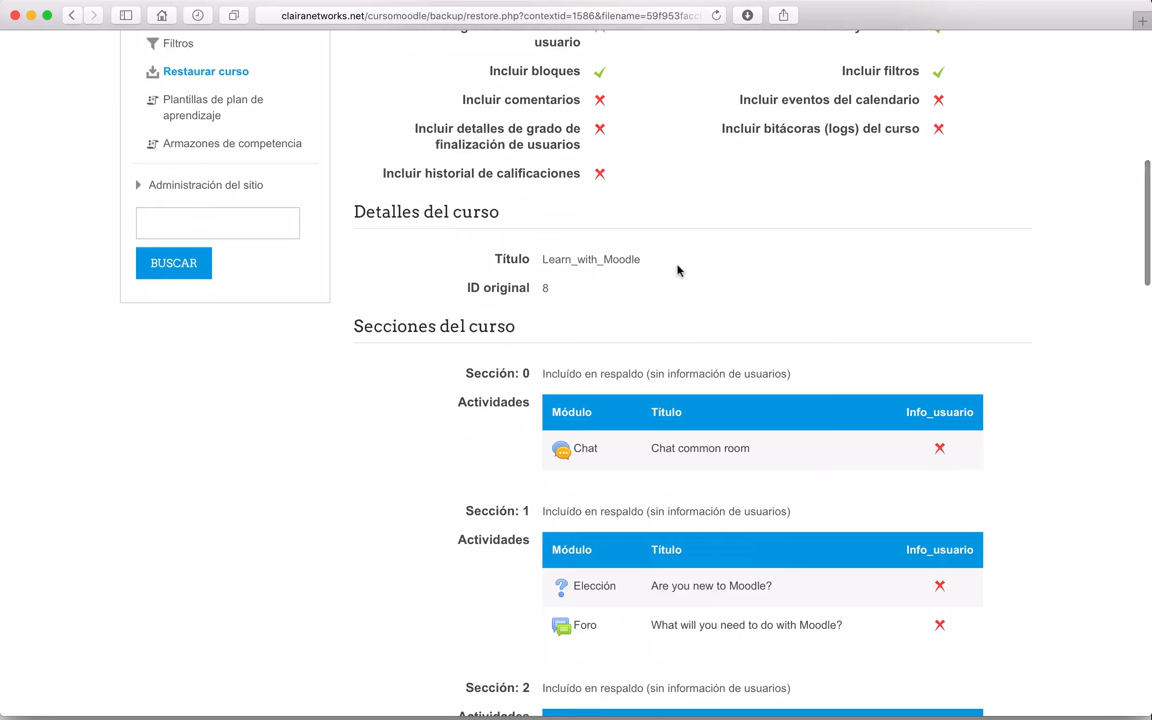 clairanetworks.net/cursomoodle/backup/restore.php?contextid=1586&filename=59f953facc
Filtros
Restaurar curso
Plantillas de plan de
aprendizaje
Armazones de competencia
Administración del sitio
BUSCAR
usuario
Incluir bloques
Incluir filtros
Incluir comentarios
Incluir eventos del calendario
Incluir detalles de grado de
finalización de usuarios
Incluir bitácoras (logs) del curso
Incluir historial de calificaciones
Detalles del curso
Título Learn_with_Moodle
ID original 8
Secciones del curso
Sección: 0 Incluído en respaldo (sin información de usuarios)
Actividades
Módulo Título Info_usuario
Chat Chat common room
Sección: 1 Incluído en respaldo (sin información de usuarios)
Actividades
Módulo Título Info_usuario
Elección Are you new to Moodle?
Foro What will you need to do with Moodle?
Sección: 2 Incluído en respaldo (sin información de usuarios)
Actividades